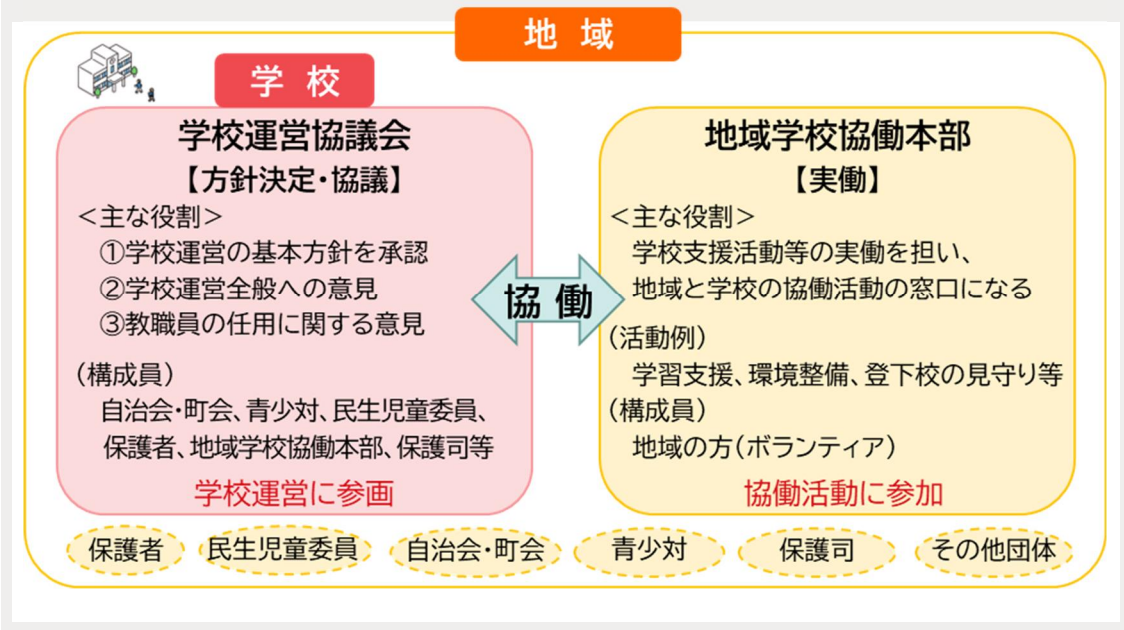 地 域
学 校
学校運営協議会
【方針決定・協議】
＜主な役割＞
①学校運営の基本方針を承認
②学校運営全般への意見
③教職員の任用に関する意見
(構成員)
自治会・町会、青少対、民生児童委員、
保護者、地域学校協働本部、保護司等
学校運営に参画
協 働
地域学校協働本部
【実働】
＜主な役割＞
学校支援活動等の実働を担い、
地域と学校の協働活動の窓口になる
(活動例)
学習支援、環境整備、登下校の見守り等
(構成員)
地域の方(ボランティア)
協働活動に参加
保護者
民生児童委員
自治会・町会
青少対
保護司
その他団体